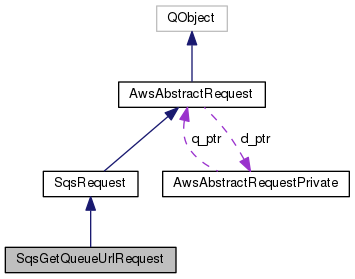 QObject
AwsAbstractRequest
q_ptr
d_ptr
SqsRequest
AwsAbstractRequestPrivate
SqsGetQueueUrlRequest